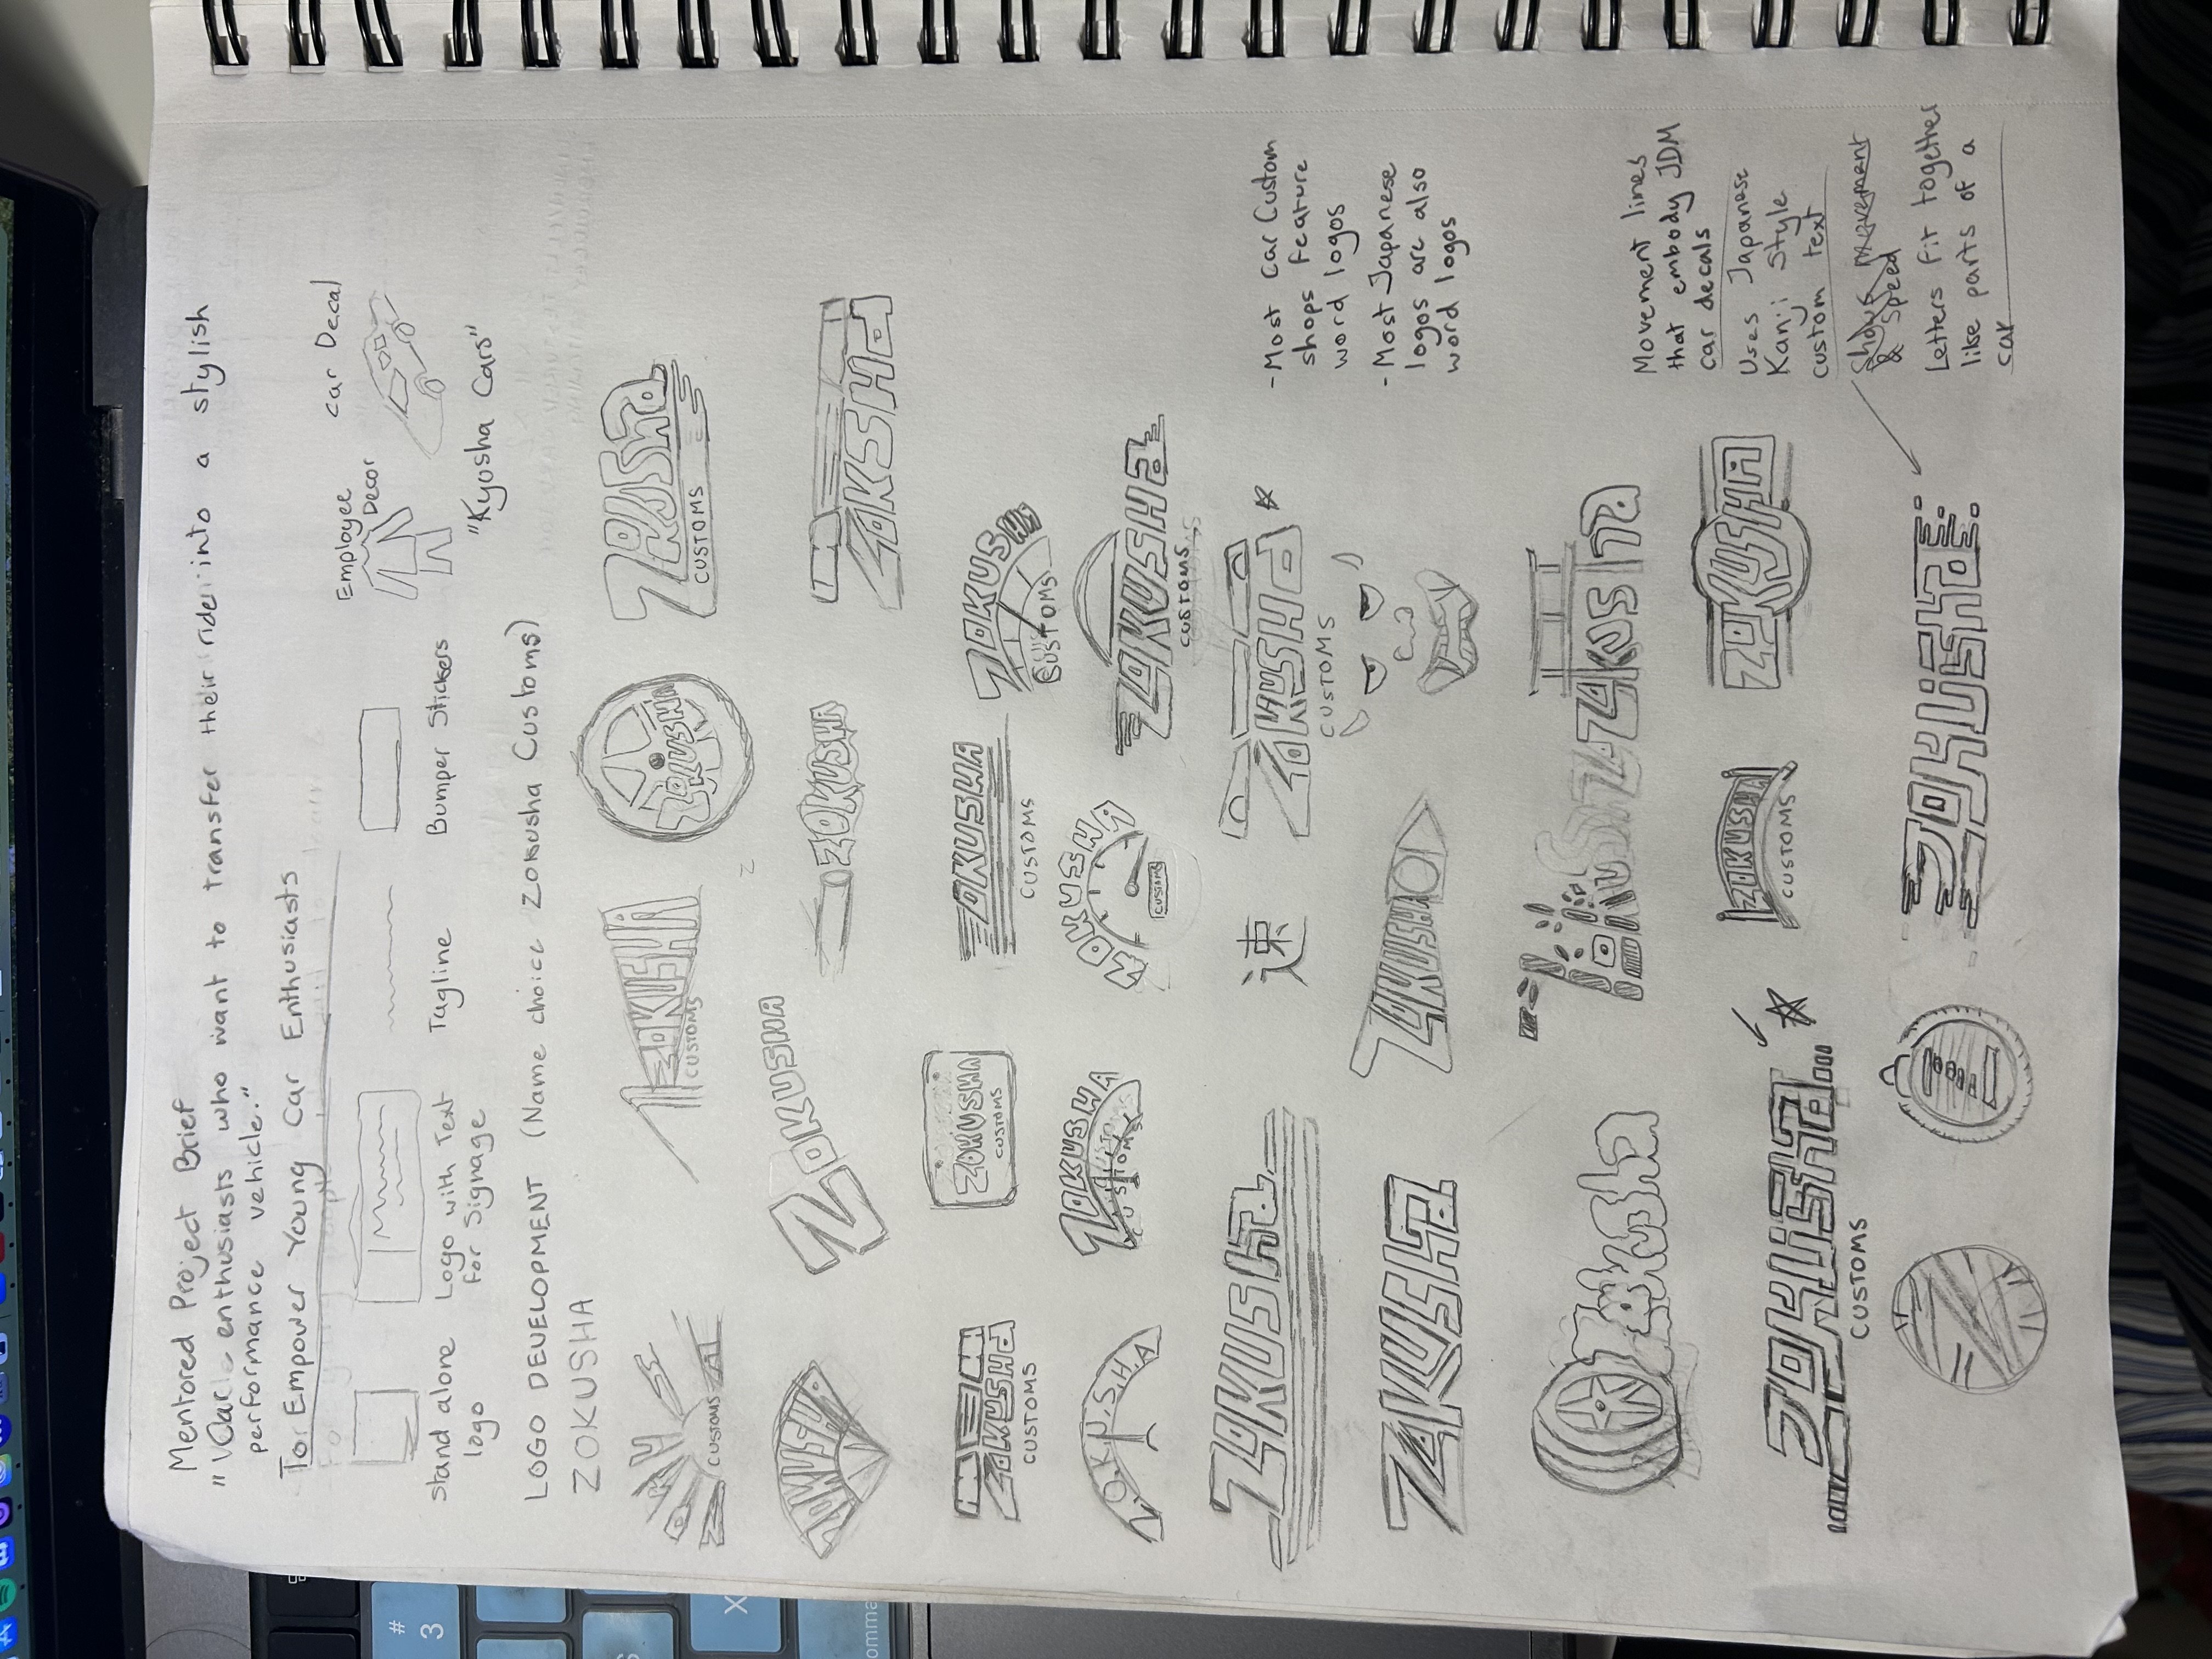 Mentored Project Brief
"Car enthusiasts who want to transfer their ride into a stylish
performance vehicle."
To Empower Young Car Enthusiasts
Employee
Decor
car Decal
stand alone
logo
Logo with Text
for Signage
Tagline
Bumper Stickers
"Kyusha Cars"
LOGO DEVELOPMENT (Name choice Zokusha Customs)
ZOKUSHA
ZOKUSHA
CUSTOMS
ZOKUSHA
CUSTOMS
ZOKUSHA
ZOKUSha
CUSTOMS
ZOKUSHA
ZOKUSHA
ZOKUSHA
ZOKSHa
ZOKUSHa
CUSTOMS
ZOKUSHA
CUSTOMS
ZOKUSHA
CUSTOMS
ZOKUSHA
CUSTOMS
Z.O.K.U.S.H.A
ZOKUSHA
CUSTOMS
ZOKUSHA
CUSTOMS
ZOKUSHa
CUSTOMS
ZOKUSHa
速
ZOKUSHa
CUSTOMS
- Most car Custom
shops feature
word logos
- Most Japanese
logos are also
word logos
ZOKUSHa
ZOKUSHA
Zokusha
ZOKU
ZOKUSHa
Movement lines
that embody JDM
car decals
Uses Japanese
Kanji Style
custom text
Shows movement
& Speed
Letters fit together
like parts of a
car
ZOKUSHa
CUSTOMS
ZOKUSHA
CUSTOMS
ZOKUSHA
Z
ZOKUSHa
#
3
X